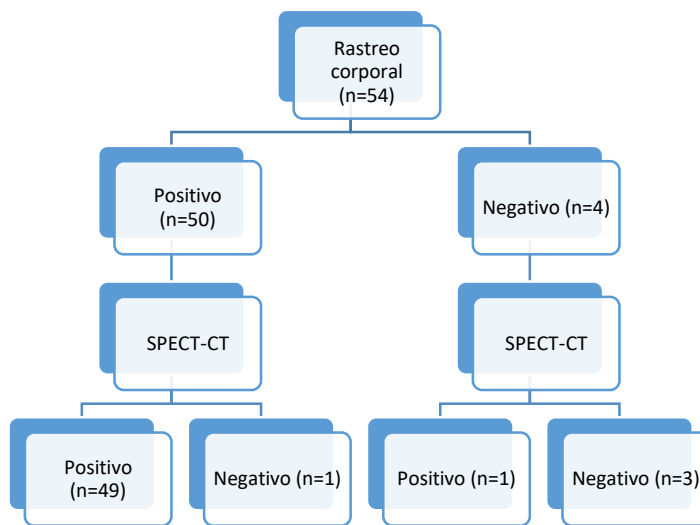 Rastreo
corporal
(n=54)
Positivo
(n=50)
Negativo (n=4)
SPECT-CT
SPECT-CT
Positivo
(n=49)
Negativo (n=1)
Positivo (n=1)
Negativo (n=3)